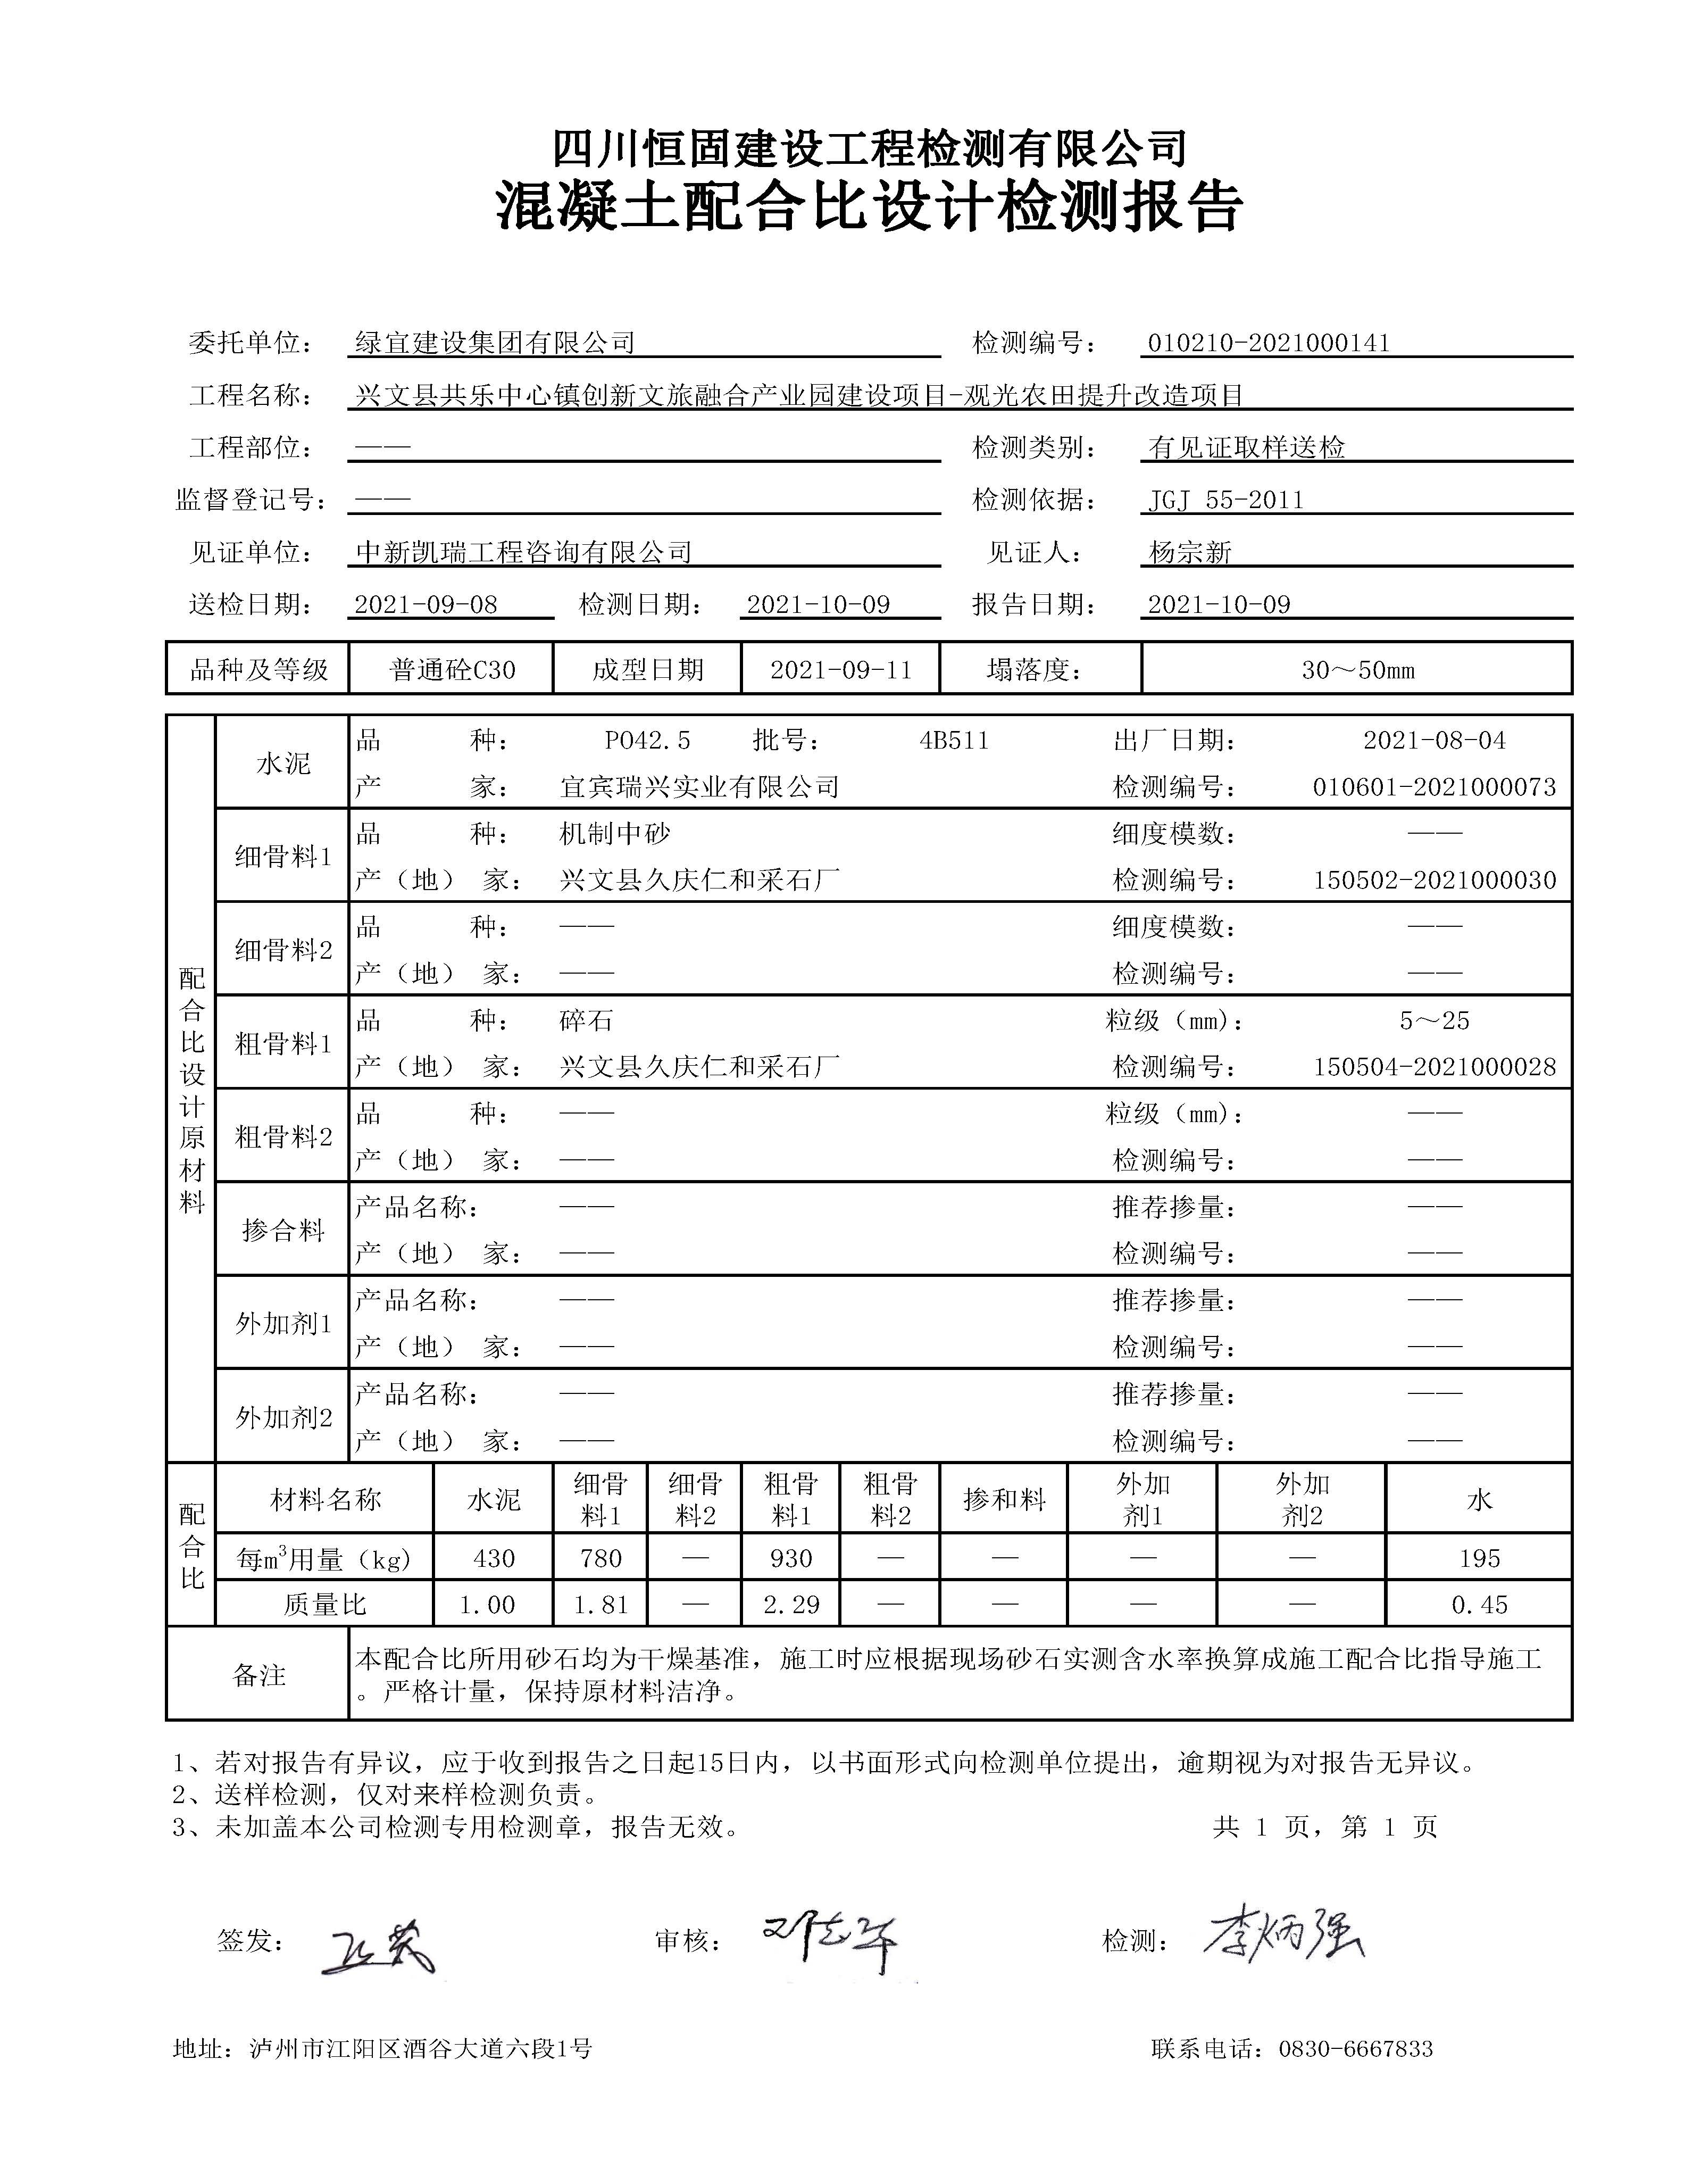 四川恒固建设工程检测有限公司
混凝土配合比设计检测报告
委托单位： 绿宜建设集团有限公司 检测编号： 010210-2021000141
工程名称： 兴文县共乐中心镇创新文旅融合产业园建设项目-观光农田提升改造项目
工程部位： —— 检测类别： 有见证取样送检
监督登记号： —— 检测依据： JGJ 55-2011
见证单位： 中新凯瑞工程咨询有限公司 见证人： 杨宗新
送检日期： 2021-09-08 检测日期： 2021-10-09 报告日期： 2021-10-09
品种及等级 普通砼C30 成型日期 2021-09-11 塌落度： 30～50mm
配合比设计原材料
水泥
品 种： PO42.5 批号： 4B511 出厂日期： 2021-08-04
产 家： 宜宾瑞兴实业有限公司 检测编号： 010601-2021000073
细骨料1
品 种： 机制中砂 细度模数： ——
产（地） 家： 兴文县久庆仁和采石厂 检测编号： 150502-2021000030
细骨料2
品 种： —— 细度模数： ——
产（地） 家： —— 检测编号： ——
粗骨料1
品 种： 碎石 粒级（mm）： 5～25
产（地） 家： 兴文县久庆仁和采石厂 检测编号： 150504-2021000028
粗骨料2
品 种： —— 粒级（mm）： ——
产（地） 家： —— 检测编号： ——
掺合料
产品名称： —— 推荐掺量： ——
产（地） 家： —— 检测编号： ——
外加剂1
产品名称： —— 推荐掺量： ——
产（地） 家： —— 检测编号： ——
外加剂2
产品名称： —— 推荐掺量： ——
产（地） 家： —— 检测编号： ——
配合比
材料名称 水泥 细骨料1 细骨料2 粗骨料1 粗骨料2 掺和料 外加剂1 外加剂2 水
每m³用量（kg） 430 780 — 930 — — — — 195
质量比 1.00 1.81 — 2.29 — — — — 0.45
备注
本配合比所用砂石均为干燥基准，施工时应根据现场砂石实测含水率换算成施工配合比指导施工
。严格计量，保持原材料洁净。
1、若对报告有异议，应于收到报告之日起15日内，以书面形式向检测单位提出，逾期视为对报告无异议。
2、送样检测，仅对来样检测负责。
3、未加盖本公司检测专用检测章，报告无效。 共 1 页，第 1 页
签发： 审核： 检测： 李炳强
地址：泸州市江阳区酒谷大道六段1号 联系电话：0830-6667833